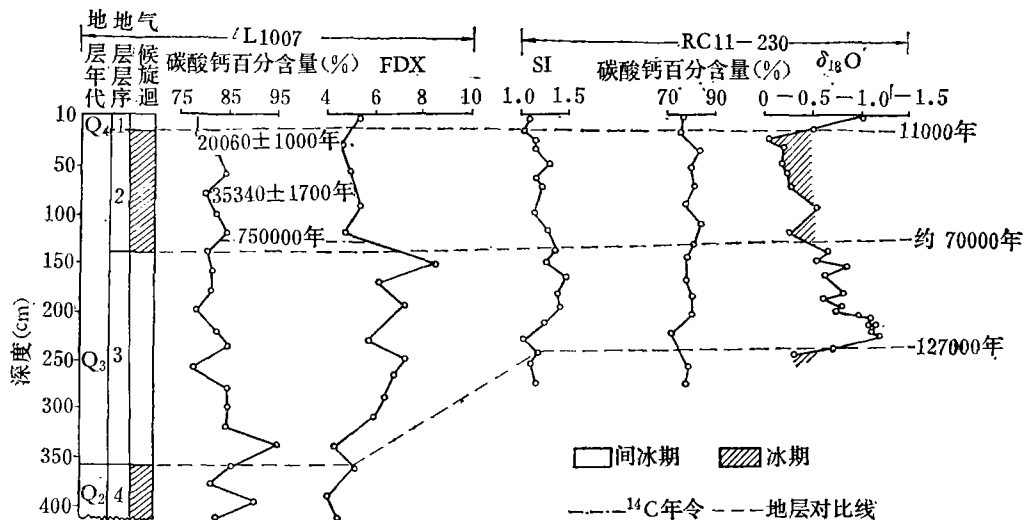 地 地 气
层 层 候
年 层 旋
代 序 迴
L1007
RC11—230
碳酸钙百分含量(%)
FDX
SI
碳酸钙百分含量(%)
δ18O
75 85 95
4 6 8 10
1.0 1.5
70 90
0 —0.5 —1.0 —1.5
深度(cm)
10
50
100
150
200
250
300
350
400
Q4
Q3
Q2
1
2
3
4
20060±1000年
35340±1700年
750000年
11000年
约 70000年
127000年
间冰期
冰期
14C年令
地层对比线